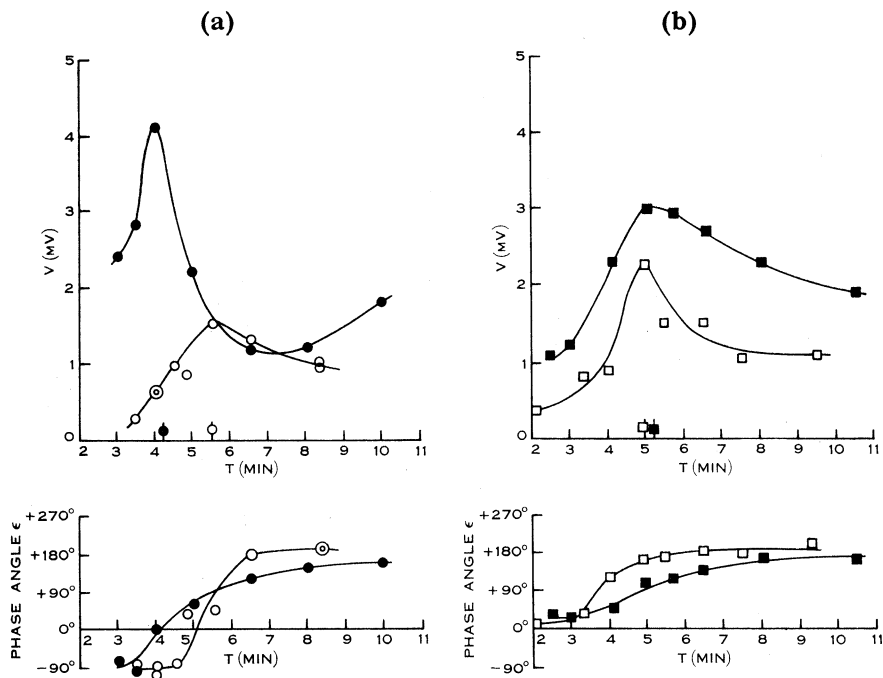 (a)
(b)
5
4
3
2
1
0
V (MV)
2 3 4 5 6 7 8 9 10 11
T (MIN)
5
4
3
2
1
0
V (MV)
2 3 4 5 6 7 8 9 10 11
T (MIN)
+270°
+180°
+90°
0°
-90°
PHASE ANGLE ϵ
3 4 5 6 7 8 9 10 11
T (MIN)
+270°
+180°
+90°
0°
-90°
PHASE ANGLE ϵ
2 3 4 5 6 7 8 9 10 11
T (MIN)